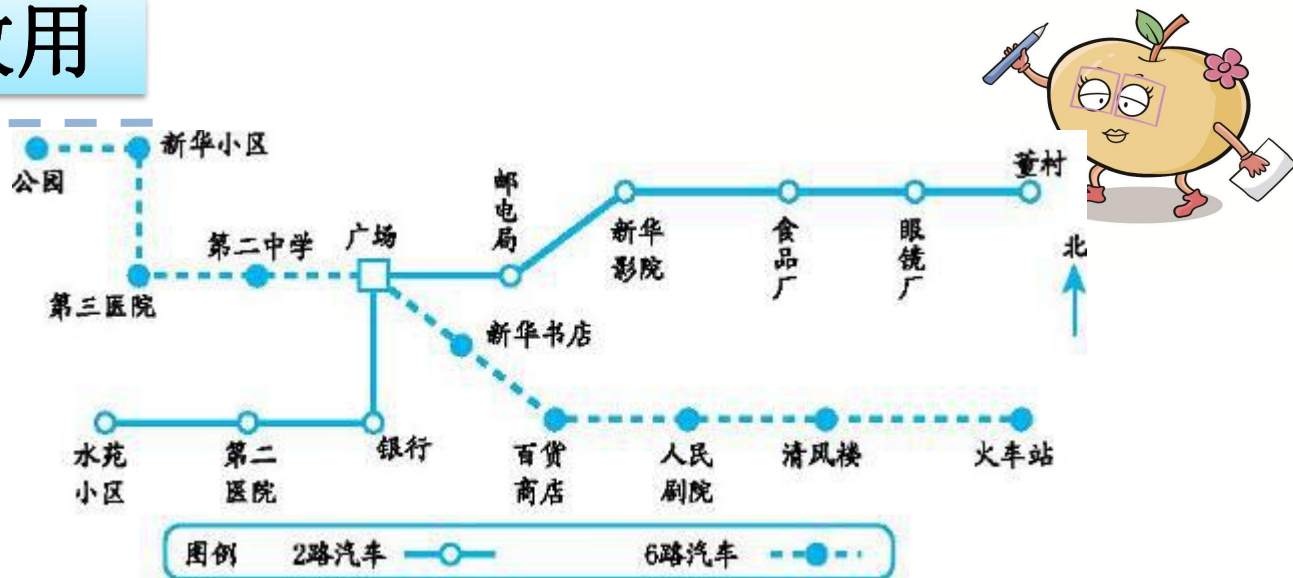 用
新华小区
公园
董村
邮电局
第二中学
广场
新华
影院
食品厂
眼镜厂
北
第三医院
新华书店
水苑
小区
第二
医院
银行
百货
商店
人民
剧院
清风楼
火车站
图例
2路汽车
6路汽车